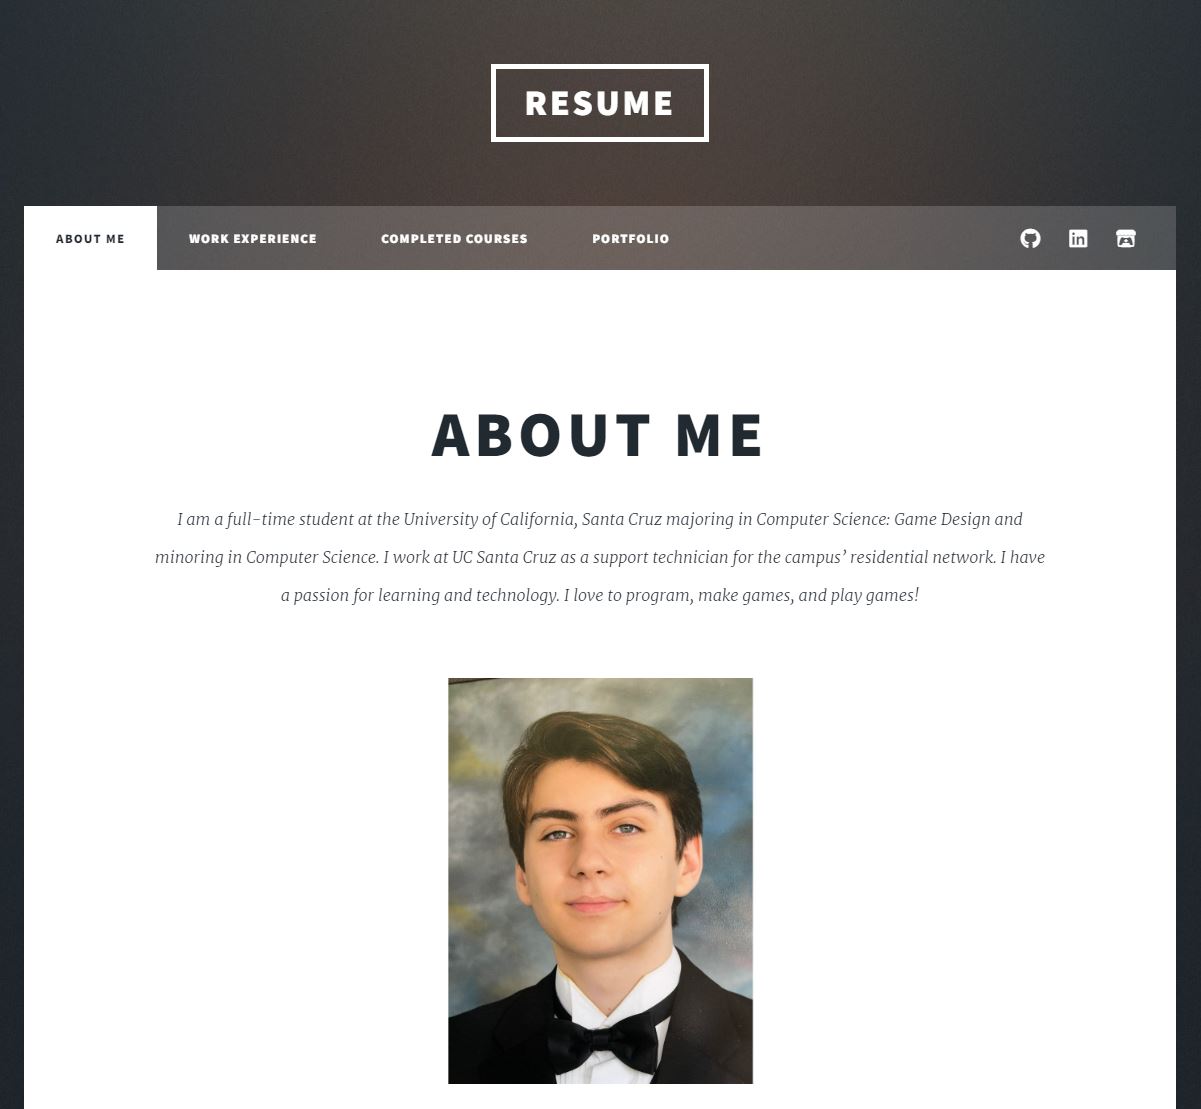 RESUME
ABOUT ME
WORK EXPERIENCE
COMPLETED COURSES
PORTFOLIO
in
ABOUT ME
I am a full-time student at the University of California, Santa Cruz majoring in Computer Science: Game Design and
minoring in Computer Science. I work at UC Santa Cruz as a support technician for the campus’ residential network. I have
a passion for learning and technology. I love to program, make games, and play games!